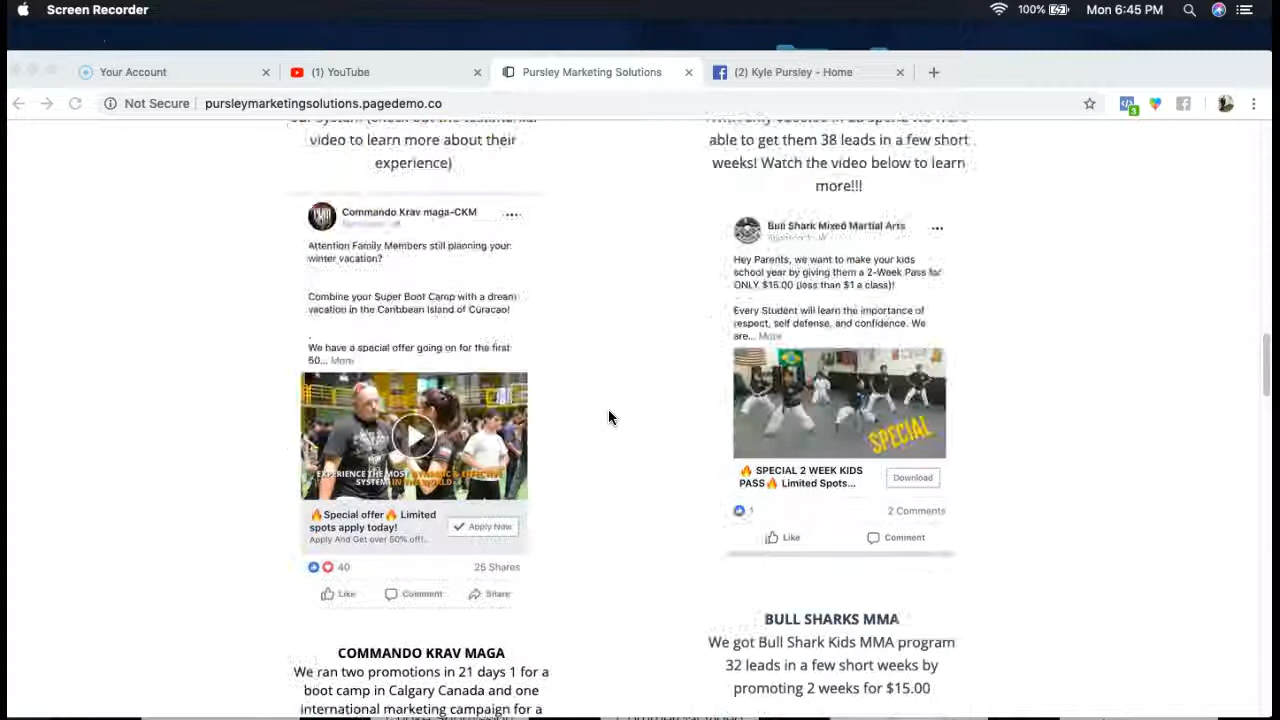 Screen Recorder
100%
Mon 6:45 PM
Your Account
(1) YouTube
Pursley Marketing Solutions
(2) Kyle Pursley - Home
Not Secure
pursleymarketingsolutions.pagedemo.co
3
video to learn more about their
experience)
Commando Krav maga-CKM
Attention Family Members still planning your
winter vacation?
Combine your Super Boot Camp with a dream
vacation in the Caribbean Island of Curacao!
.
We have a special offer going on for the first
50... More
EXPERIENCE THE MOST DYNAMIC & EFFECTIVE
SYSTEM IN THE WORLD
🔥Special offer🔥 Limited
spots apply today!
Apply And Get over 50% off!..
Apply Now
40
25 Shares
Like
Comment
Share
COMMANDO KRAV MAGA
We ran two promotions in 21 days 1 for a
boot camp in Calgary Canada and one
international marketing campaign for a
able to get them 38 leads in a few short
weeks! Watch the video below to learn
more!!!
Bull Shark Mixed Martial Arts
Hey Parents, we want to make your kids
school year by giving them a 2-Week Pass for
ONLY $15.00 (less than $1 a class)!
Every Student will learn the importance of
respect, self defense, and confidence. We
are... More
SPECIAL
🔥 SPECIAL 2 WEEK KIDS
PASS🔥 Limited Spots...
Download
1
2 Comments
Like
Comment
BULL SHARKS MMA
We got Bull Shark Kids MMA program
32 leads in a few short weeks by
promoting 2 weeks for $15.00